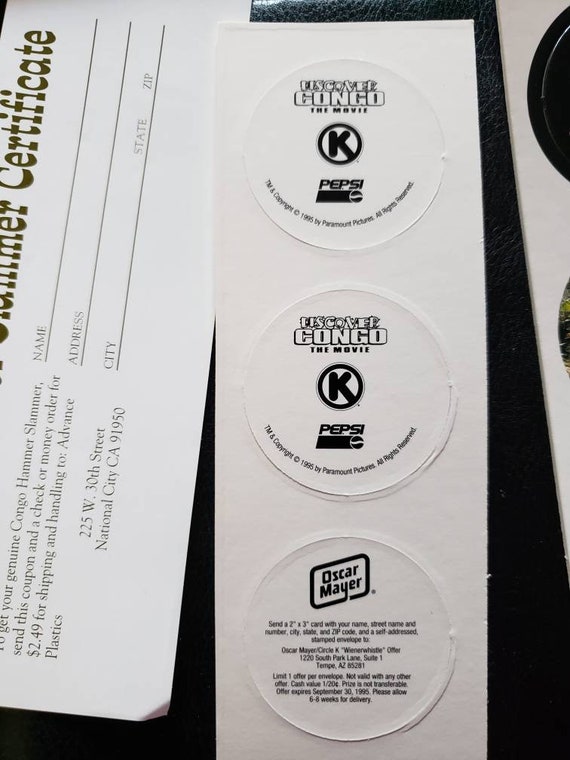 Slammer Certificate
NAME
ADDRESS
CITY
STATE
ZIP
To get your genuine Congo Hammer Slammer,
send this coupon and a check or money order for
$2.49 for shipping and handling to: Advance
Plastics
225 W. 30th Street
National City CA 91950
DISCOVER
CONGO
THE MOVIE
K
PEPSI
TM & Copyright © 1995 by Paramount Pictures. All Rights Reserved.
DISCOVER
CONGO
THE MOVIE
K
PEPSI
TM & Copyright © 1995 by Paramount Pictures. All Rights Reserved.
Oscar
Mayer®
Send a 2" x 3" card with your name, street name and
number, city, state, and ZIP code, and a self-addressed,
stamped envelope to:
Oscar Mayer/Circle K "Wienerwhistle" Offer
1220 South Park Lane, Suite 1
Tempe, AZ 85281
Limit 1 offer per envelope. Not valid with any other
offer. Cash value 1/20¢. Prize is not transferable.
Offer expires September 30, 1995. Please allow
6-8 weeks for delivery.